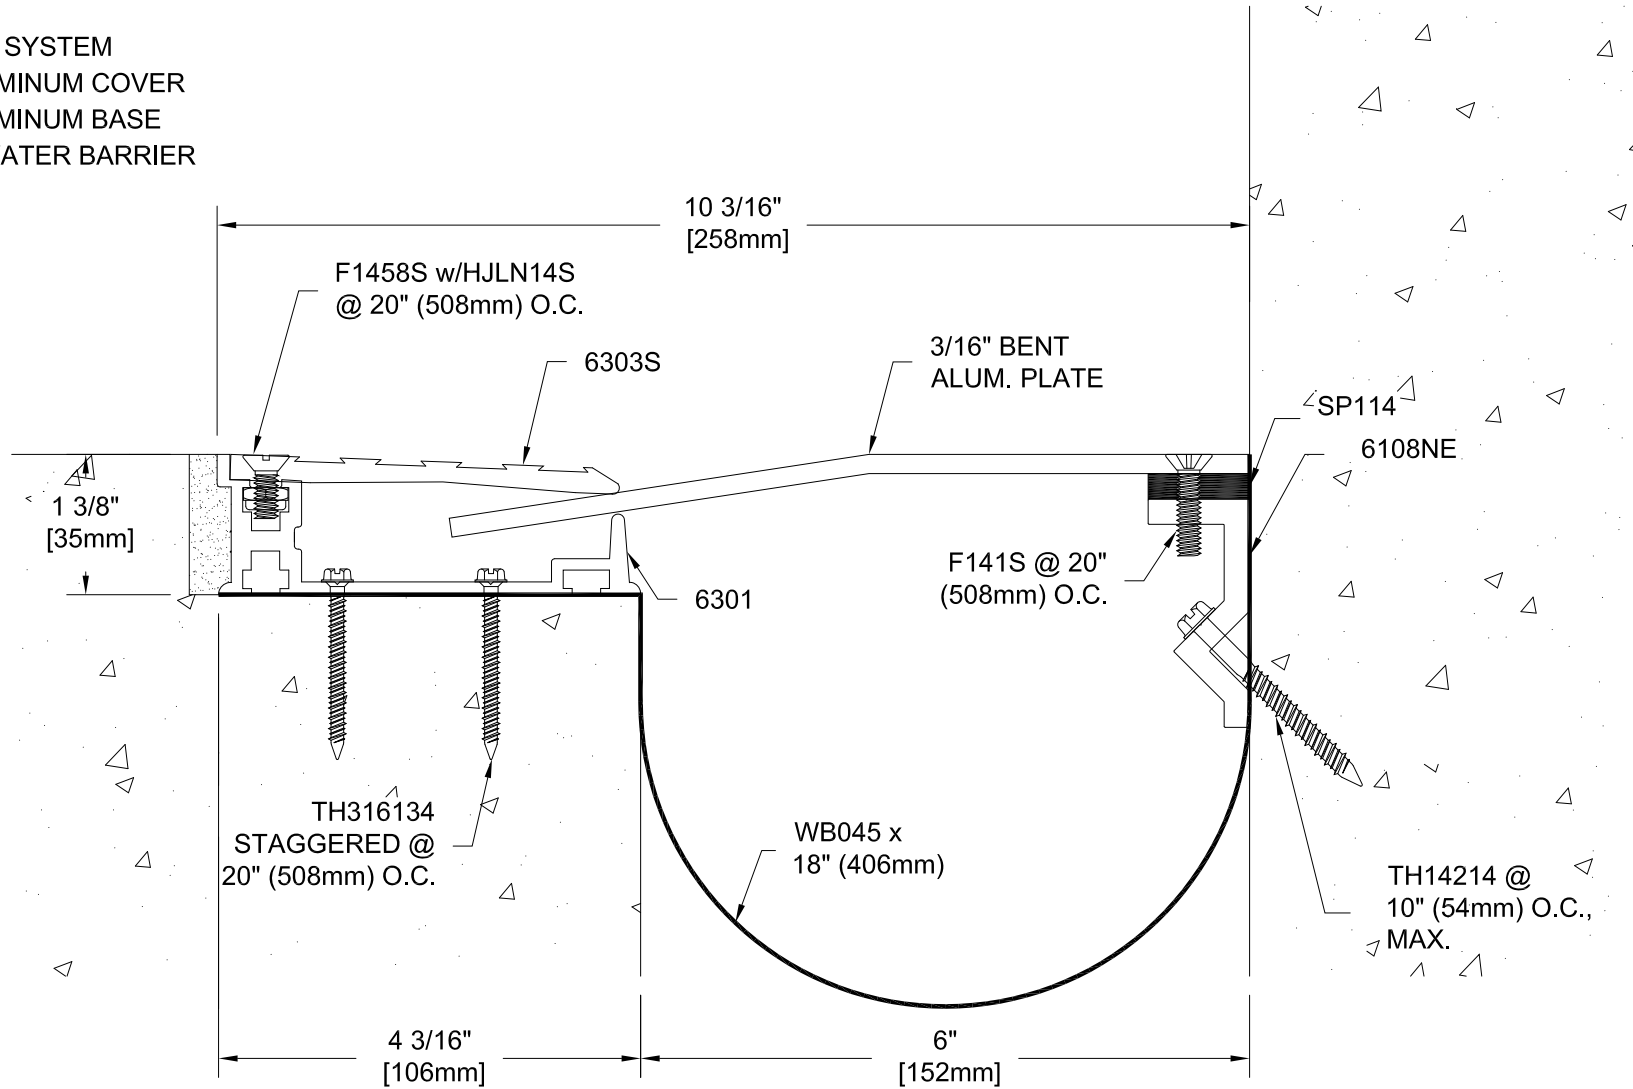 SYSTEM
MINUM COVER
MINUM BASE
ATER BARRIER
10 3/16"
[258mm]
F1458S w/HJLN14S
@ 20" (508mm) O.C.
6303S
3/16" BENT
ALUM. PLATE
SP114
6108NE
1 3/8"
[35mm]
F141S @ 20"
(508mm) O.C.
6301
TH316134
STAGGERED @
20" (508mm) O.C.
WB045 x
18" (406mm)
TH14214 @
10" (54mm) O.C.,
MAX.
4 3/16"
[106mm]
6"
[152mm]